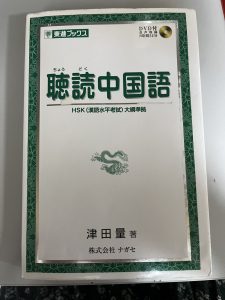 東進ブックス
DVD付
ちょう どく
聴読中国語
HSK(漢語水平考試)大綱準拠
津田量 著
株式会社 ナガセ